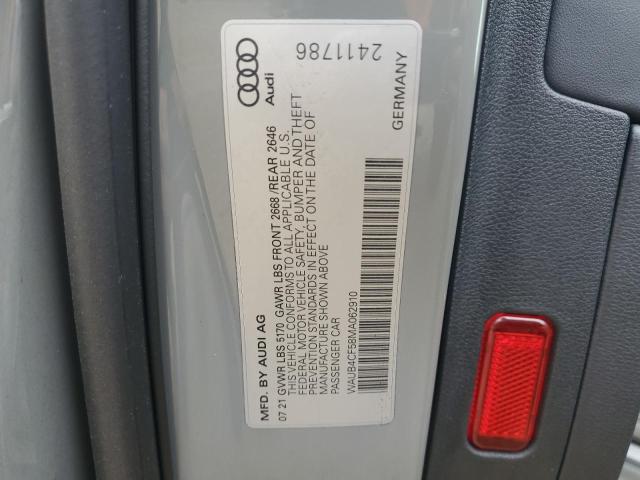 Audi
2411786
MFD. BY AUDI AG
GERMANY
07 21 GVWR LBS 5170 GAWR LBS FRONT 2668 /REAR 2646
THIS VEHICLE CONFORMS TO ALL APPLICABLE U.S.
FEDERAL MOTOR VEHICLE SAFETY, BUMPER AND THEFT
PREVENTION STANDARDS IN EFFECT ON THE DATE OF
MANUFACTURE SHOWN ABOVE
PASSENGER CAR
WAUB4CF58MA062910